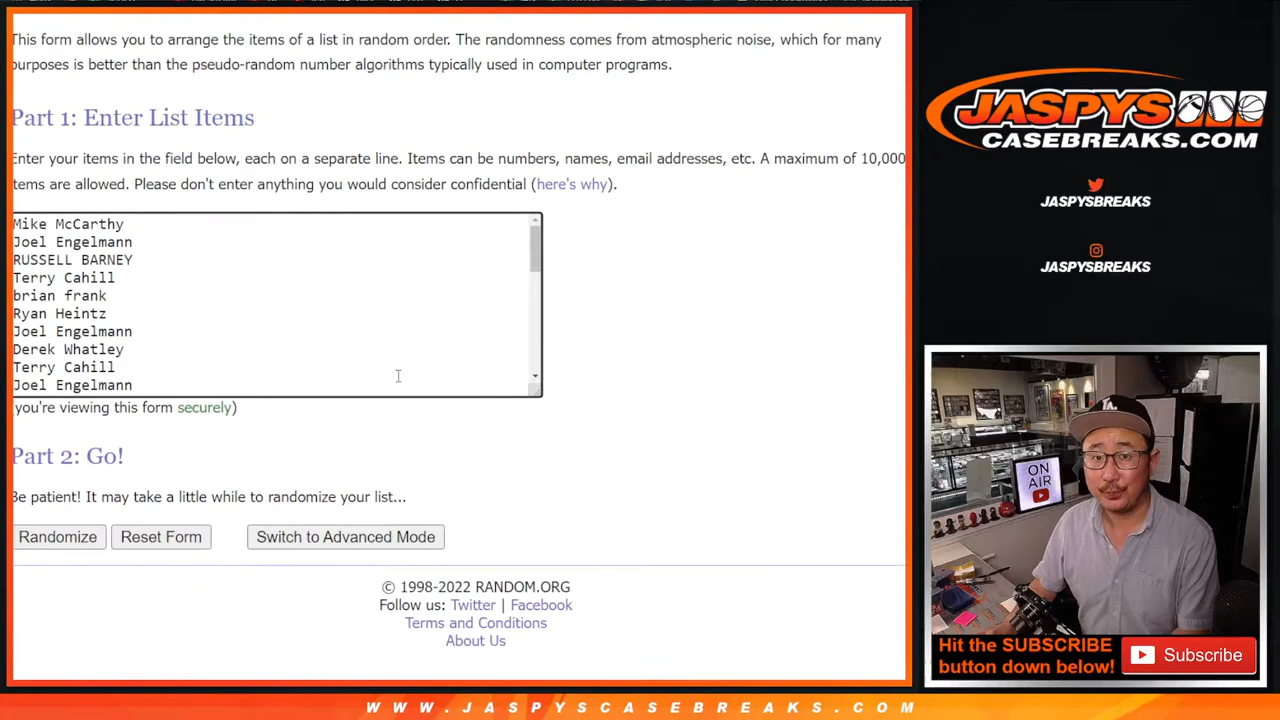 This form allows you to arrange the items of a list in random order. The randomness comes from atmospheric noise, which for many
purposes is better than the pseudo-random number algorithms typically used in computer programs.
Part 1: Enter List Items
Enter your items in the field below, each on a separate line. Items can be numbers, names, email addresses, etc. A maximum of 10,000
items are allowed. Please don't enter anything you would consider confidential (here's why).
Mike McCarthy
Joel Engelmann
RUSSELL BARNEY
Terry Cahill
brian frank
Ryan Heintz
Joel Engelmann
Derek Whatley
Terry Cahill
Joel Engelmann
(you're viewing this form securely)
Part 2: Go!
Be patient! It may take a little while to randomize your list...
Randomize
Reset Form
Switch to Advanced Mode
© 1998-2022 RANDOM.ORG
Follow us: Twitter | Facebook
Terms and Conditions
About Us
JASPYS
CASEBREAKS.COM
JASPYSBREAKS
JASPYSBREAKS
ON
AIR
Hit the SUBSCRIBE
button down below!
Subscribe
WWW.JASPYSCASEBREAKS.COM